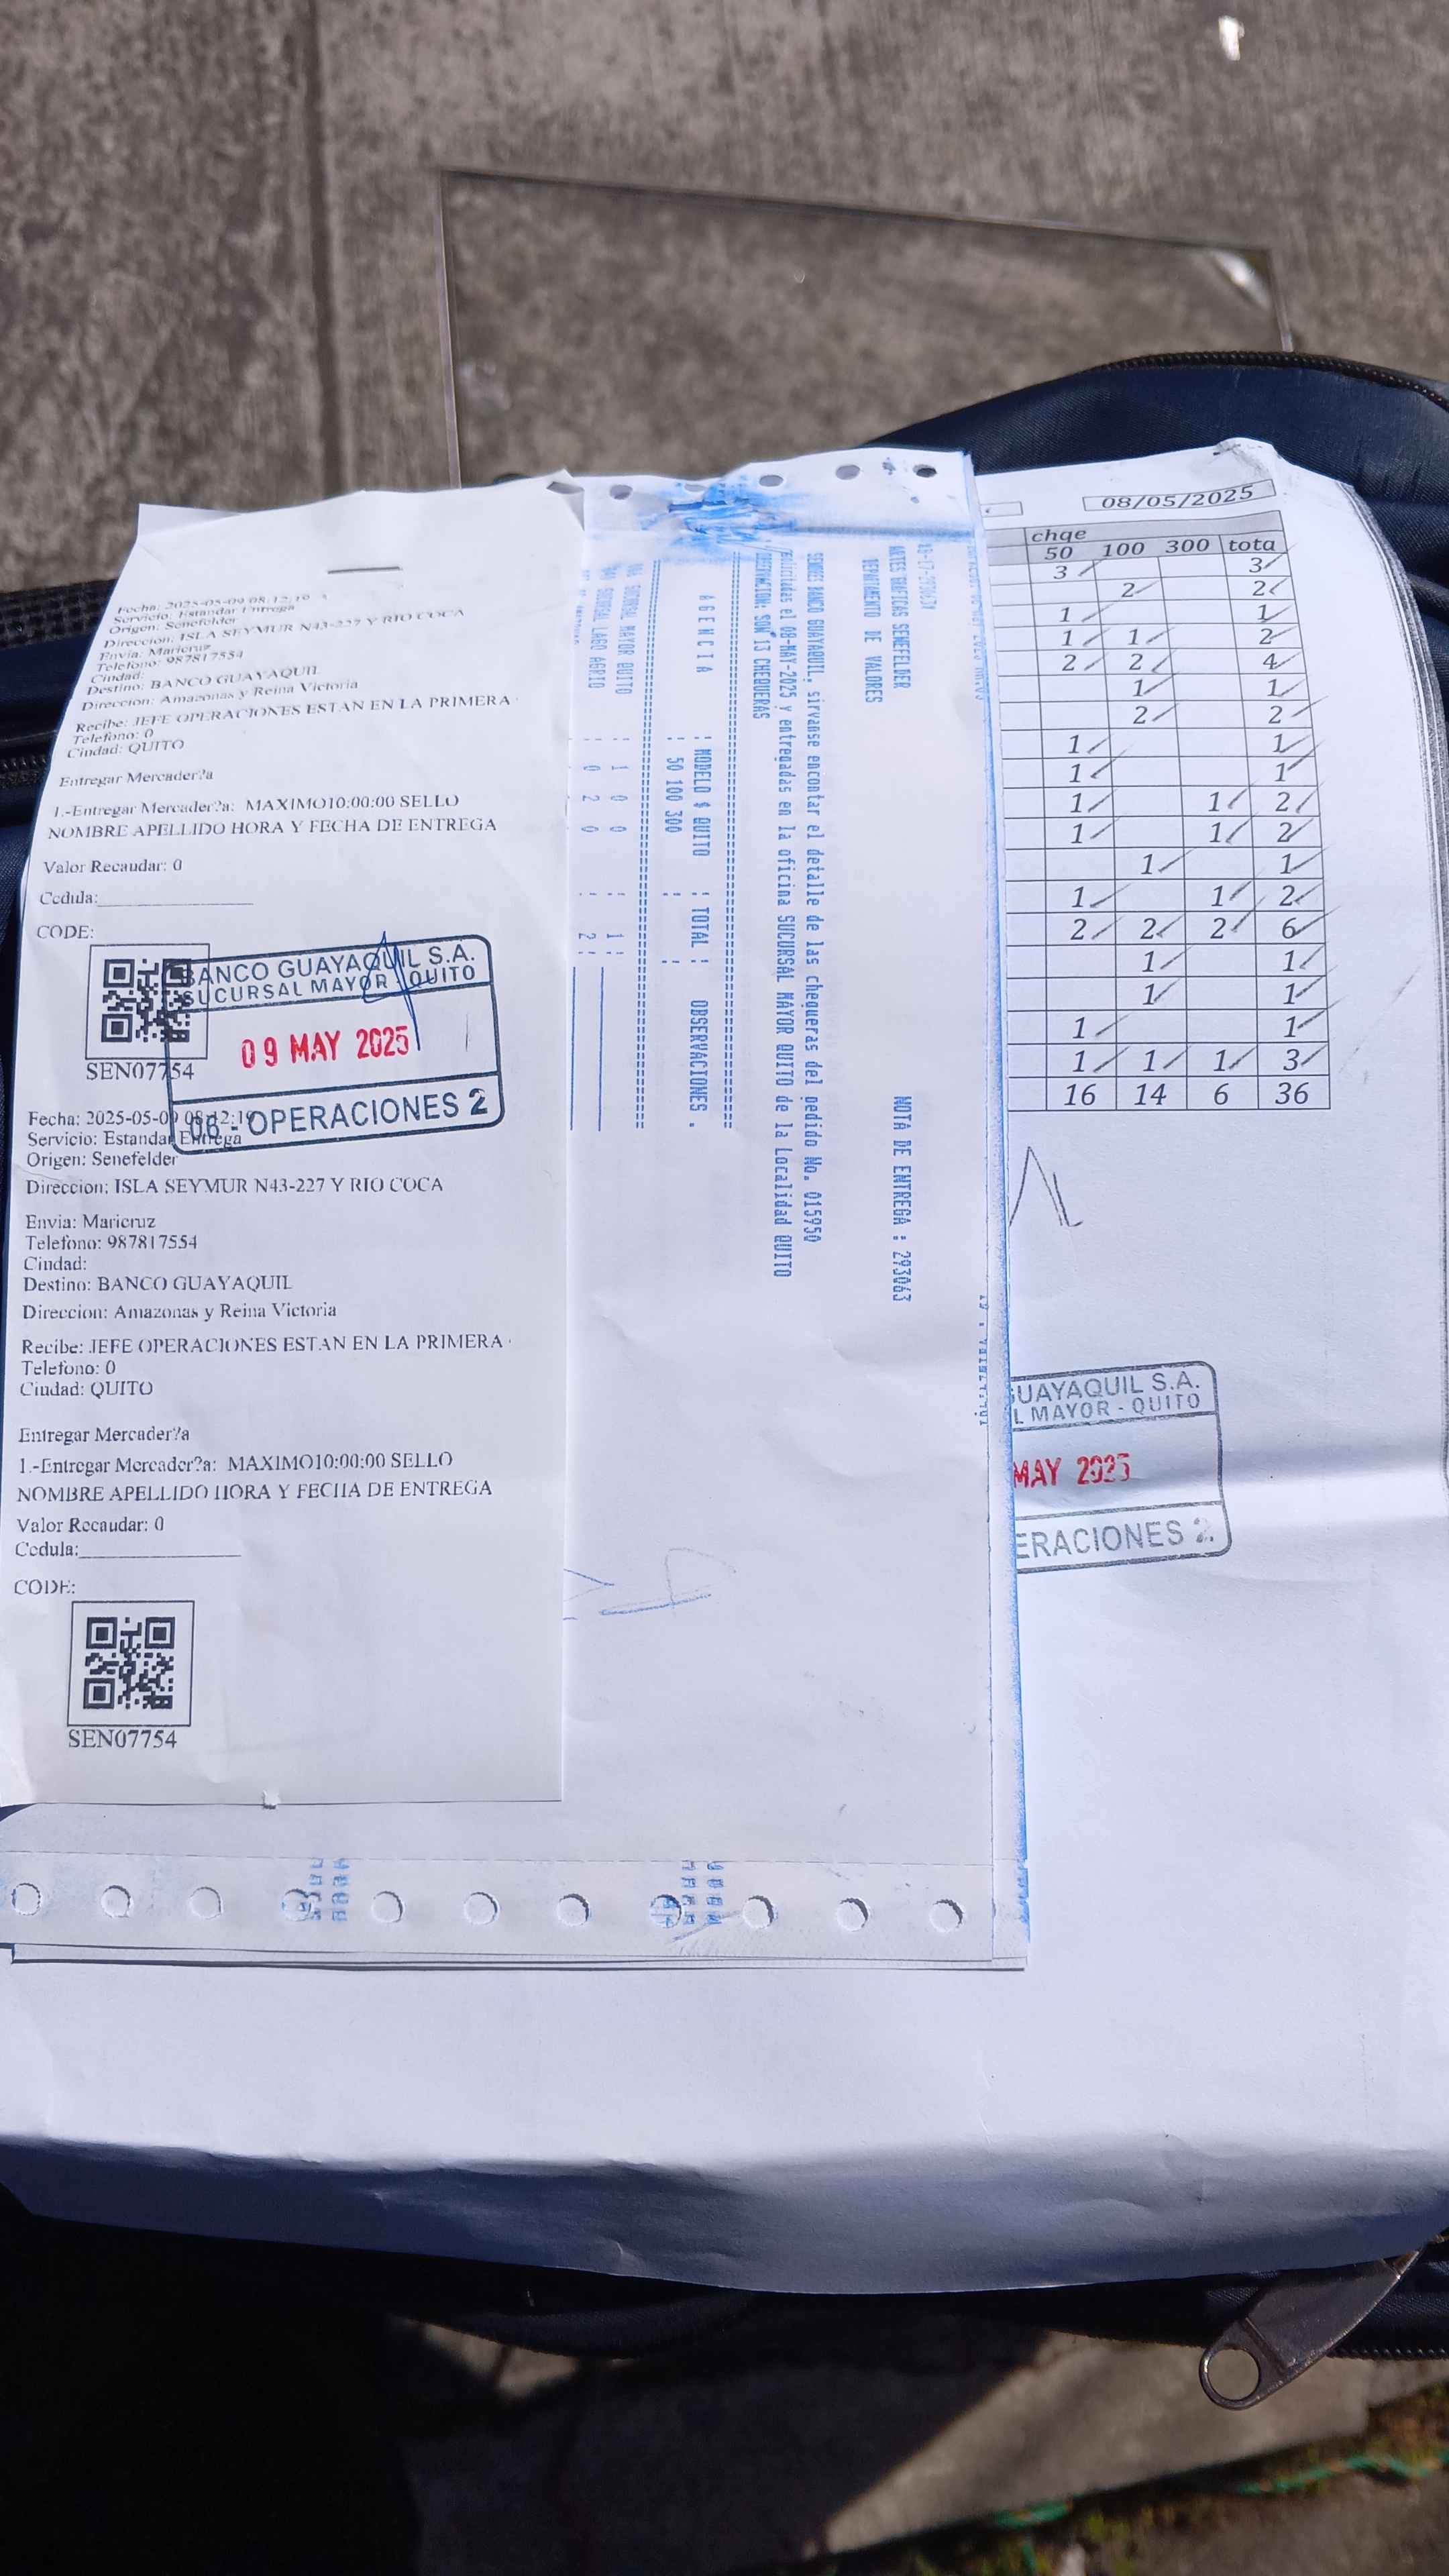 Fecha: 2025-05-09 08:12:19
Servicio: Estandar Entrega
Origen: Senefelder
Direccion: ISLA SEYMUR N43-227 Y RIO COCA
Envia: Maricruz
Telefono: 987817554
Ciudad:
Destino: BANCO GUAYAQUIL
Direccion: Amazonas y Reina Victoria
Recibe: JEFE OPERACIONES ESTAN EN LA PRIMERA
Telefono: 0
Ciudad: QUITO
Entregar Mercader?a
1.-Entregar Mercader?a: MAXIMO10:00:00 SELLO
NOMBRE APELLIDO HORA Y FECHA DE ENTREGA
Valor Recaudar: 0
Cedula:
CODE:
BANCO GUAYAQUIL S.A.
SUCURSAL MAYOR - QUITO
09 MAY 2025
06 - OPERACIONES 2
SEN07754
Fecha: 2025-05-09 08:12:19
Servicio: Estandar Entrega
Origen: Senefelder
Direccion: ISLA SEYMUR N43-227 Y RIO COCA
Envia: Maricruz
Telefono: 987817554
Ciudad:
Destino: BANCO GUAYAQUIL
Direccion: Amazonas y Reina Victoria
Recibe: JEFE OPERACIONES ESTAN EN LA PRIMERA
Telefono: 0
Ciudad: QUITO
Entregar Mercader?a
1.-Entregar Mercader?a: MAXIMO10:00:00 SELLO
NOMBRE APELLIDO HORA Y FECHA DE ENTREGA
Valor Recaudar: 0
Cedula:
CODE:
SEN07754
ARTES GRAFICAS SENEFELDER NOTA DE ENTREGA : 293063
DEPARTAMENTO DE VALORES
SENORES BANCO GUAYAQUIL, sirvanse encontar el detalle de las chequeras del pedido No. 015950
solicitadas el 08-MAY-2025 y entregadas en la oficina SUCURSAL MAYOR QUITO de la Localidad QUITO
OBSERVACION: SON 13 CHEQUERAS
A G E N C I A : MODELO $ QUITO : TOTAL : OBSERVACIONES .
: 50 100 300 :
SUCURSAL MAYOR QUITO : 1 0 0 : 1 :
SUCURSAL LAGO AGRIO : 0 2 0 : 2 :
08/05/2025
chqe
50 100 300 tota
3 3
2 2
1 1
1 1 2
2 2 4
1 1
2 2
1 1
1 1
1 1 2
1 1 2
1 1
1 1 2
2 2 2 6
1 1
1 1
1 1
1 1 1 3
16 14 6 36
GUAYAQUIL S.A.
L MAYOR - QUITO
MAY 2025
ERACIONES 2